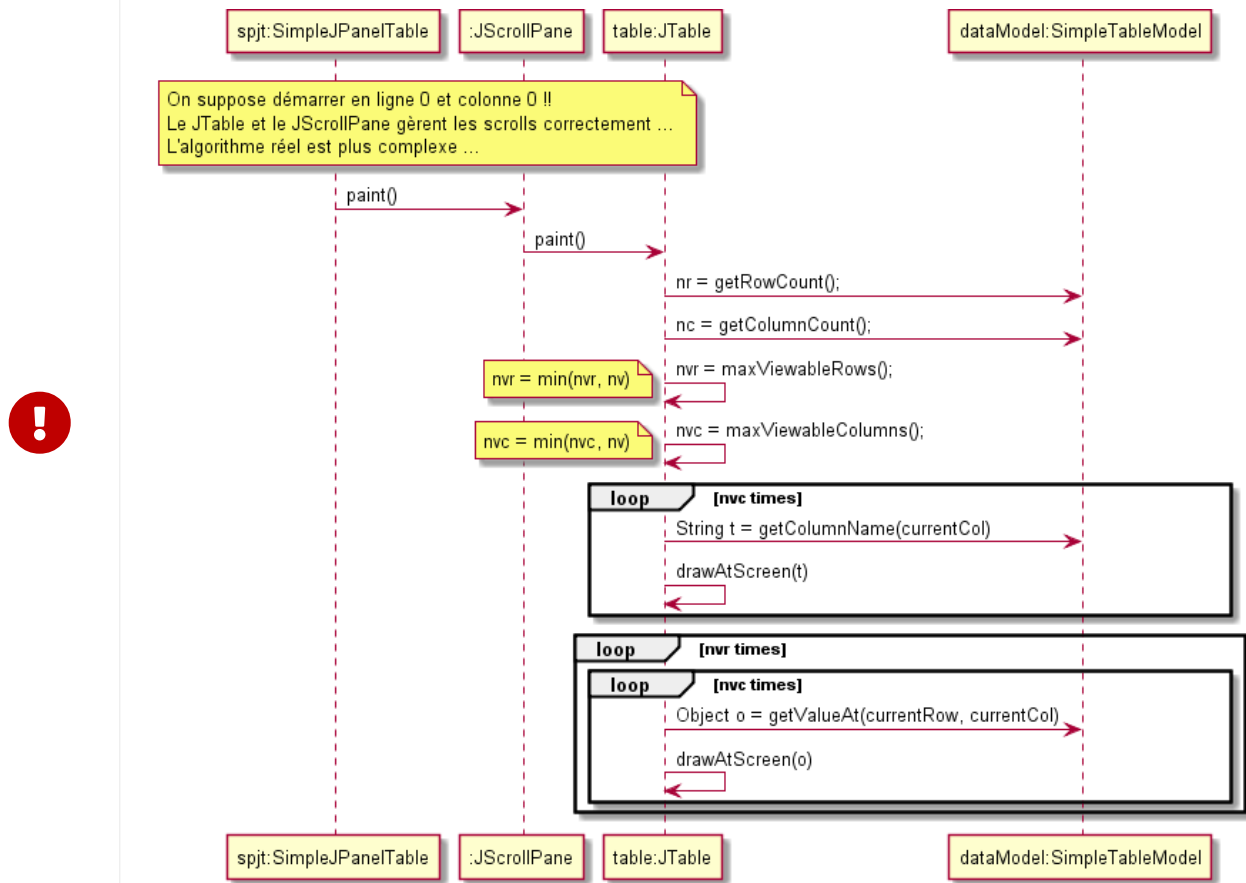 spjt:SimpleJPanelTable
:JScrollPane
table:JTable
dataModel:SimpleTableModel
On suppose démarrer en ligne 0 et colonne 0 !!
Le JTable et le JScrollPane gèrent les scrolls correctement ...
L'algorithme réel est plus complexe ...
paint()
paint()
nr = getRowCount();
nc = getColumnCount();
nvr = min(nvr, nv)
nvr = maxViewableRows();
nvc = min(nvc, nv)
nvc = maxViewableColumns();
loop [nvc times]
String t = getColumnName(currentCol)
drawAtScreen(t)
loop [nvr times]
loop [nvc times]
Object o = getValueAt(currentRow, currentCol)
drawAtScreen(o)
spjt:SimpleJPanelTable
:JScrollPane
table:JTable
dataModel:SimpleTableModel